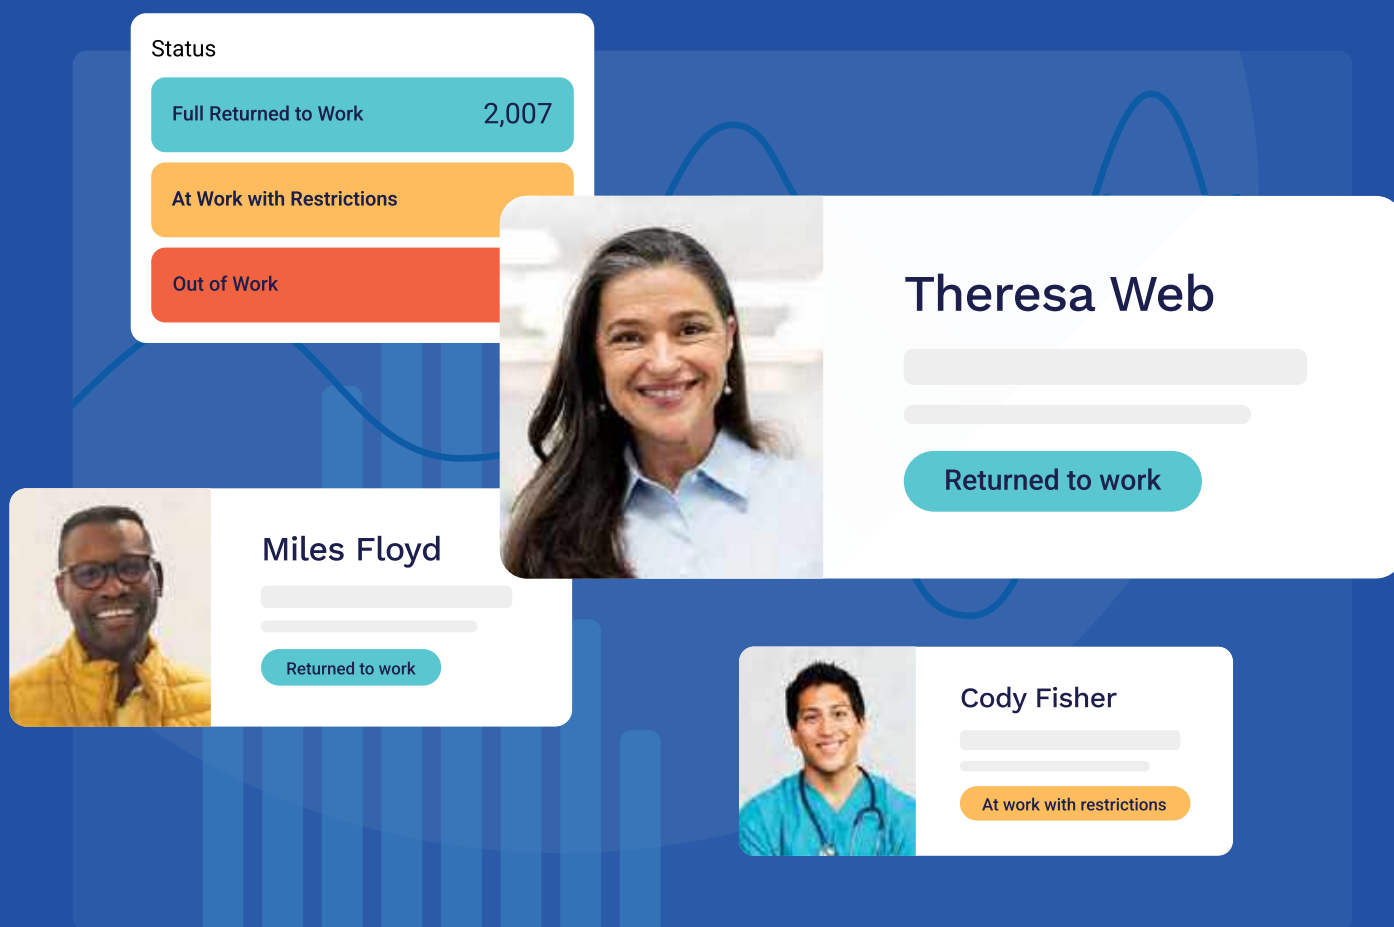 Status
Full Returned to Work 2,007
At Work with Restrictions
Out of Work
Theresa Web
Returned to work
Miles Floyd
Returned to work
Cody Fisher
At work with restrictions